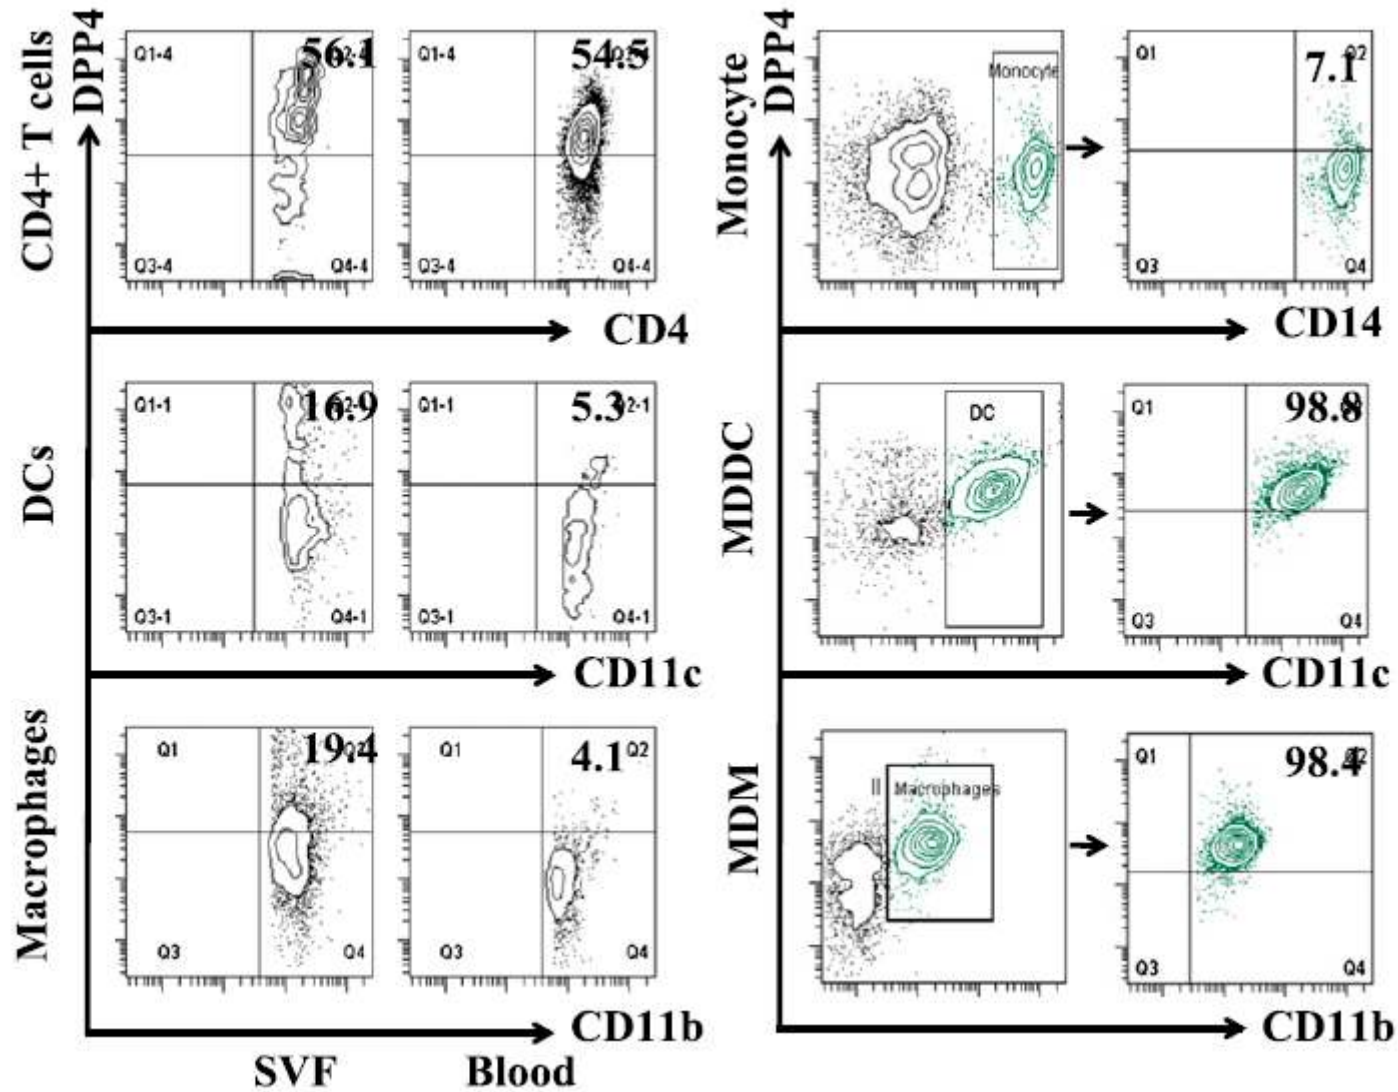 CD4+ T cells
DPP4
Q1-4
56.1
Q3-4
Q4-4
Q1-4
54.5
Q3-4
Q4-4
CD4
DCs
Q1-1
16.9
Q3-1
Q4-1
Q1-1
5.3
2-1
Q3-1
Q4-1
CD11c
Macrophages
Q1
19.4
Q3
Q4
Q1
4.1
Q2
Q3
Q4
CD11b
SVF
Blood
Monocyte
DPP4
Monocyte
Q1
7.1
Q3
Q4
CD14
MDDC
DC
Q1
98.8
Q3
Q4
CD11c
MDM
Macrophages
Q1
98.4
Q3
Q4
CD11b